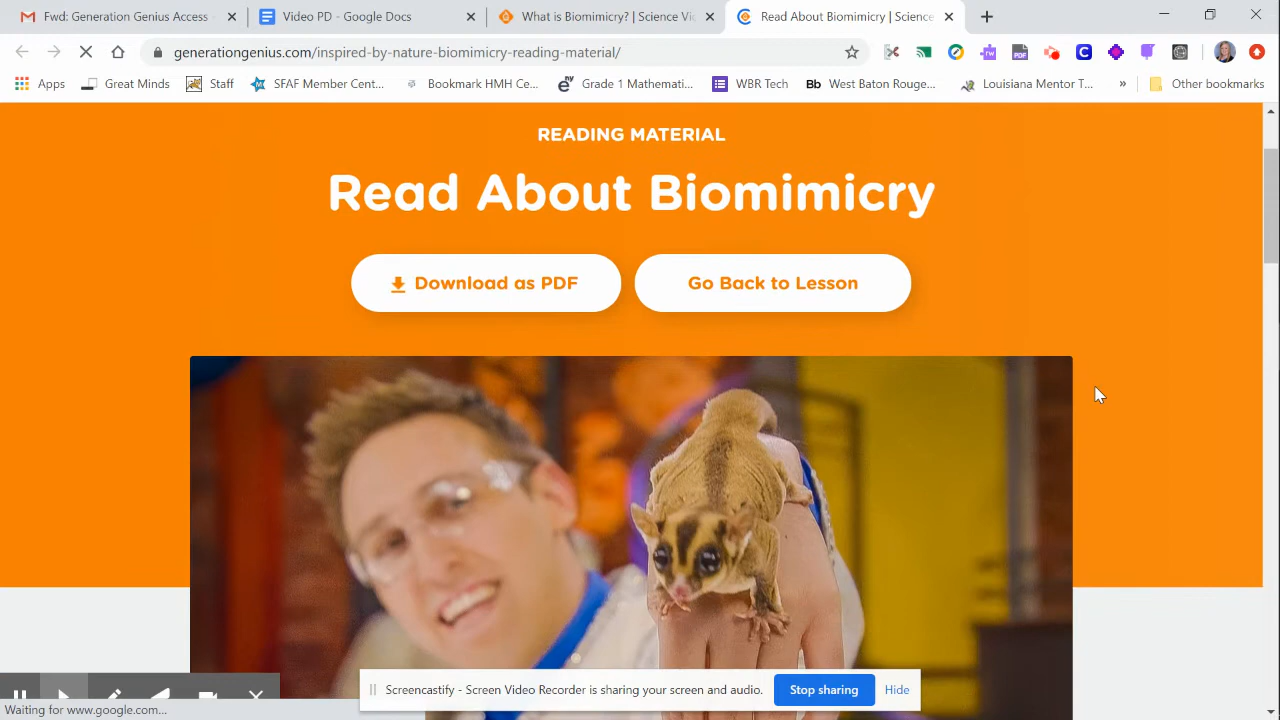 Fwd: Generation Genius Access
Video PD - Google Docs
What is Biomimicry? | Science Vi
Read About Biomimicry | Science
generationgenius.com/inspired-by-nature-biomimicry-reading-material/
Apps
Great Minds
Staff
SFAF Member Cent...
Bookmark HMH Ce...
Grade 1 Mathemati...
WBR Tech
Bb West Baton Rouge...
Louisiana Mentor T...
»
Other bookmarks
READING MATERIAL
Read About Biomimicry
Download as PDF
Go Back to Lesson
Screencastify - Screen Video Recorder is sharing your screen and audio.
Stop sharing
Hide
Waiting for www.google.com...